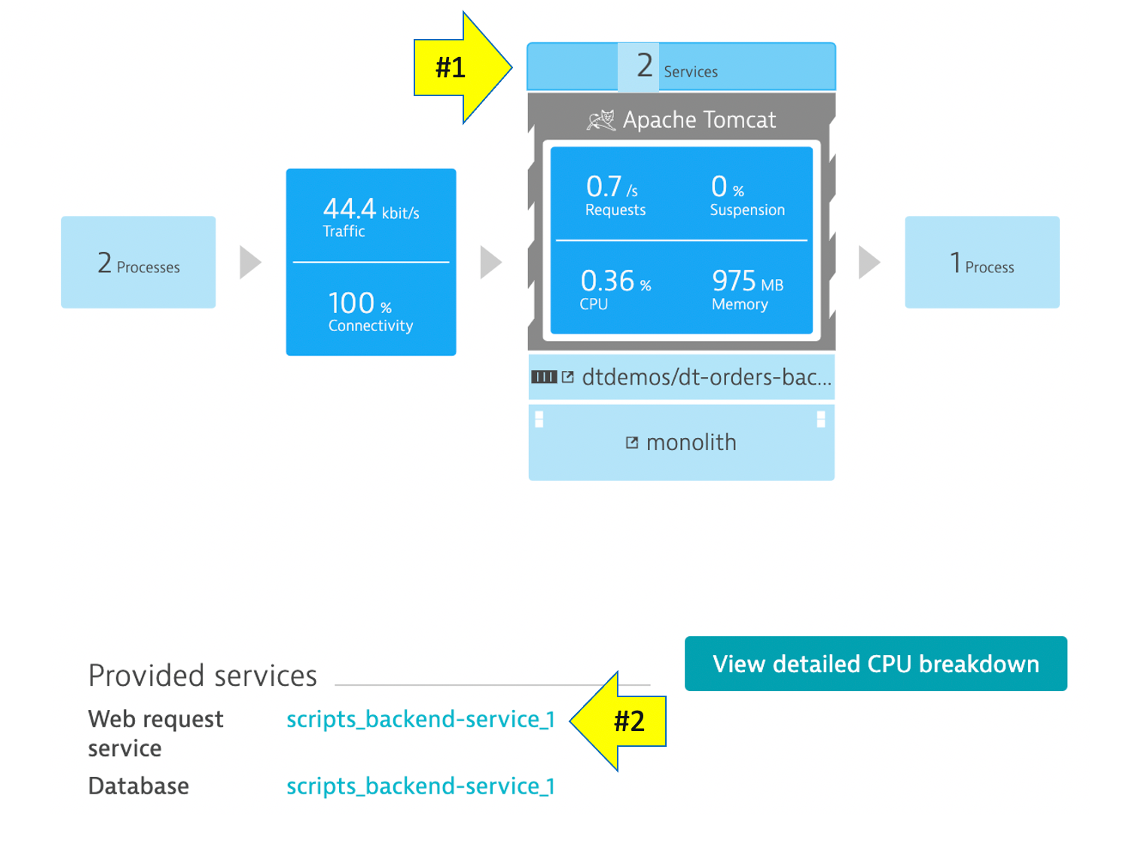 #1
2 Services
Apache Tomcat
0.7 /s
Requests
0 %
Suspension
44.4 kbit/s
Traffic
2 Processes
1 Process
0.36 %
CPU
975 MB
Memory
100 %
Connectivity
dtdemos/dt-orders-bac...
monolith
View detailed CPU breakdown
Provided services
Web request service
scripts_backend-service_1
#2
Database
scripts_backend-service_1